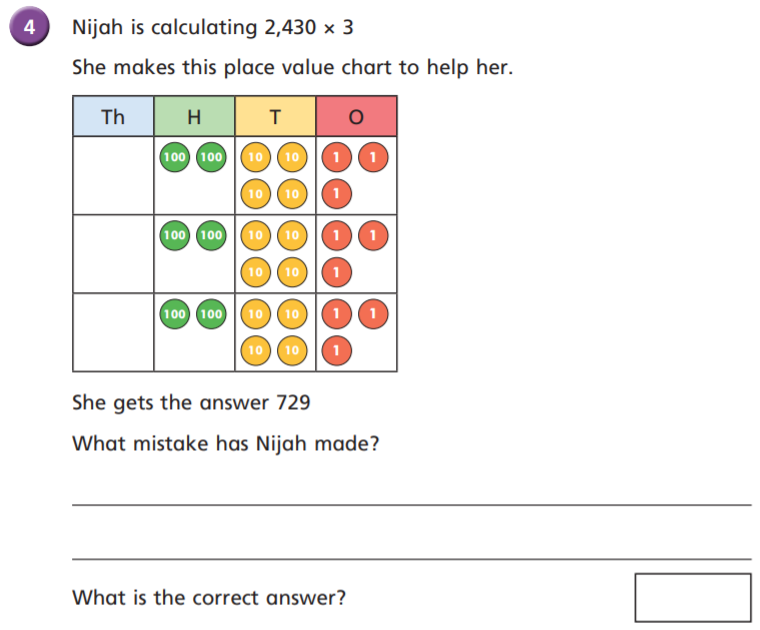 4 Nijah is calculating 2,430 × 3
She makes this place value chart to help her.
Th H T O
100 100 10 10 1 1
10 10 1
100 100 10 10 1 1
10 10 1
100 100 10 10 1 1
10 10 1
She gets the answer 729
What mistake has Nijah made?
What is the correct answer?